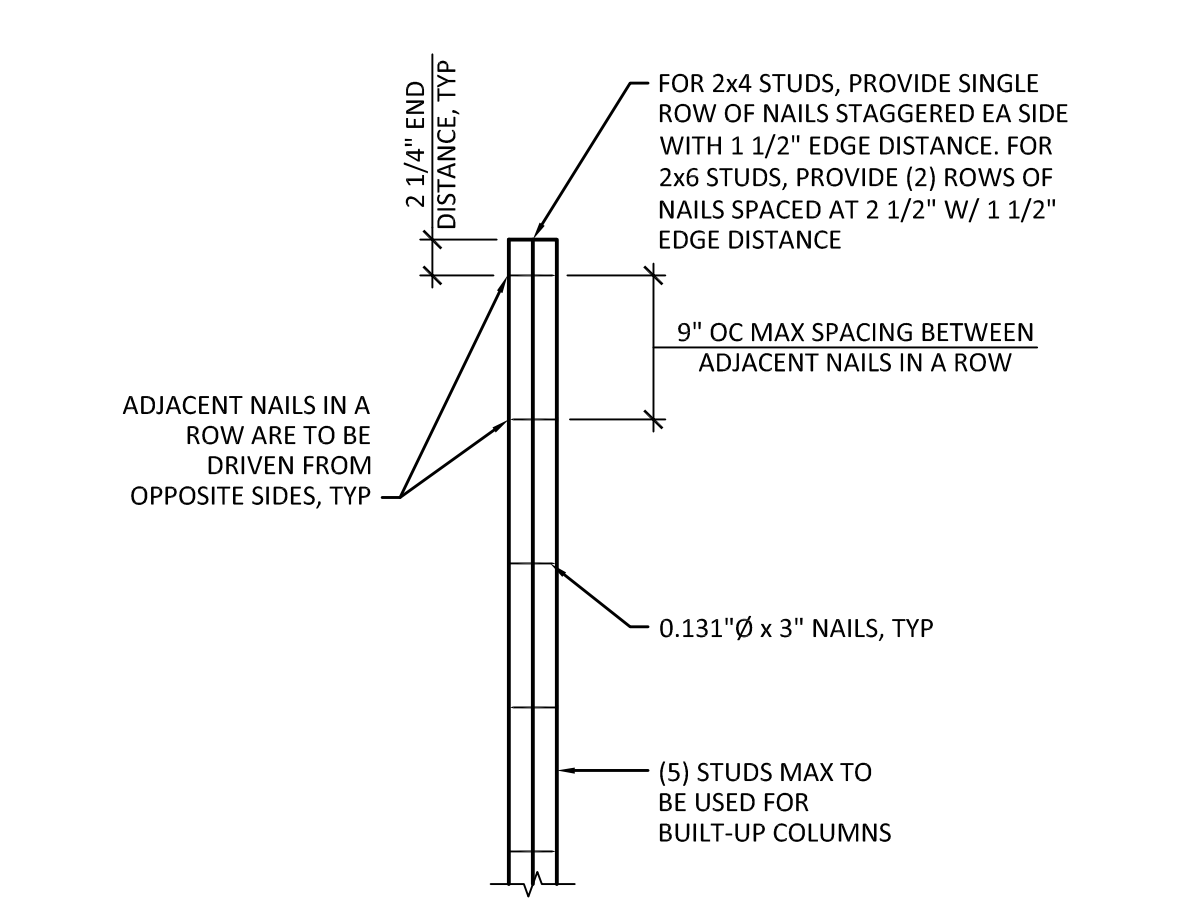 2 1/4" END
DISTANCE, TYP
FOR 2x4 STUDS, PROVIDE SINGLE
ROW OF NAILS STAGGERED EA SIDE
WITH 1 1/2" EDGE DISTANCE. FOR
2x6 STUDS, PROVIDE (2) ROWS OF
NAILS SPACED AT 2 1/2" W/ 1 1/2"
EDGE DISTANCE
9" OC MAX SPACING BETWEEN
ADJACENT NAILS IN A ROW
ADJACENT NAILS IN A
ROW ARE TO BE
DRIVEN FROM
OPPOSITE SIDES, TYP
0.131"Ø x 3" NAILS, TYP
(5) STUDS MAX TO
BE USED FOR
BUILT-UP COLUMNS